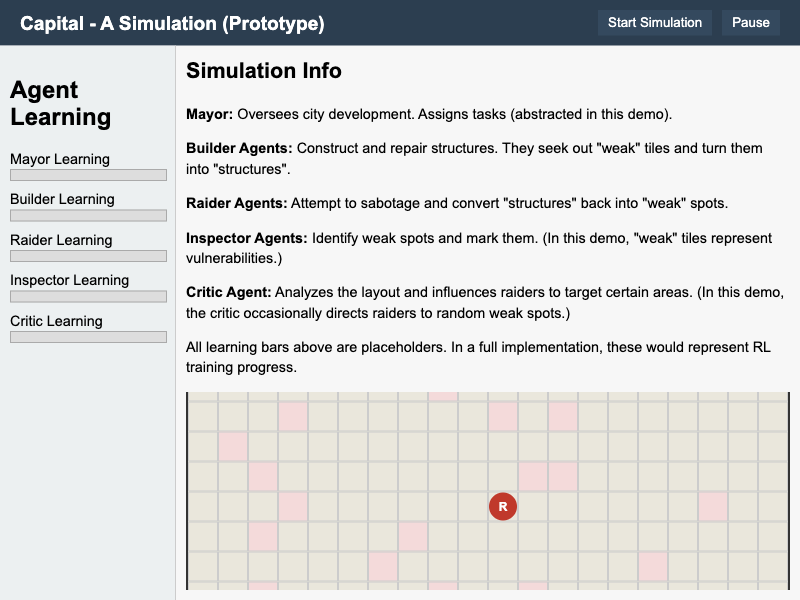 Capital - A Simulation (Prototype)
Start Simulation
Pause
Agent
Learning
Mayor Learning
Builder Learning
Raider Learning
Inspector Learning
Critic Learning
Simulation Info
Mayor: Oversees city development. Assigns tasks (abstracted in this demo).
Builder Agents: Construct and repair structures. They seek out "weak" tiles and turn them
into "structures".
Raider Agents: Attempt to sabotage and convert "structures" back into "weak" spots.
Inspector Agents: Identify weak spots and mark them. (In this demo, "weak" tiles represent
vulnerabilities.)
Critic Agent: Analyzes the layout and influences raiders to target certain areas. (In this demo,
the critic occasionally directs raiders to random weak spots.)
All learning bars above are placeholders. In a full implementation, these would represent RL
training progress.
R